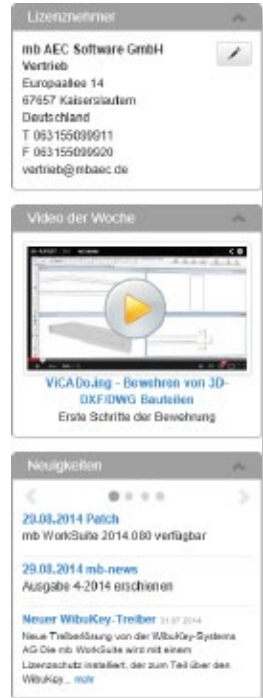 Lizenznehmer
mb AEC Software GmbH
Vertrieb
Europaallee 14
67657 Kaiserslautern
Deutschland
T 063155099911
F 063155099920
vertrieb@mbaec.de
Video der Woche
ViCADo.ing - Bewehren von 3D-
DXF/DWG Bauteilen
Erste Schritte der Bewehrung
Neuigkeiten
29.08.2014 Patch
mb WorkSuite 2014.080 verfügbar
29.08.2014 mb-news
Ausgabe 4-2014 erschienen
Neuer WibuKey-Treiber 31.07.2014
Neue Treiberlösung von der WibuKey-Systems
AG Die mb WorkSuite wird mit einem
Lizenzschutz installiert, der zum Teil über den
WibuKey... mehr